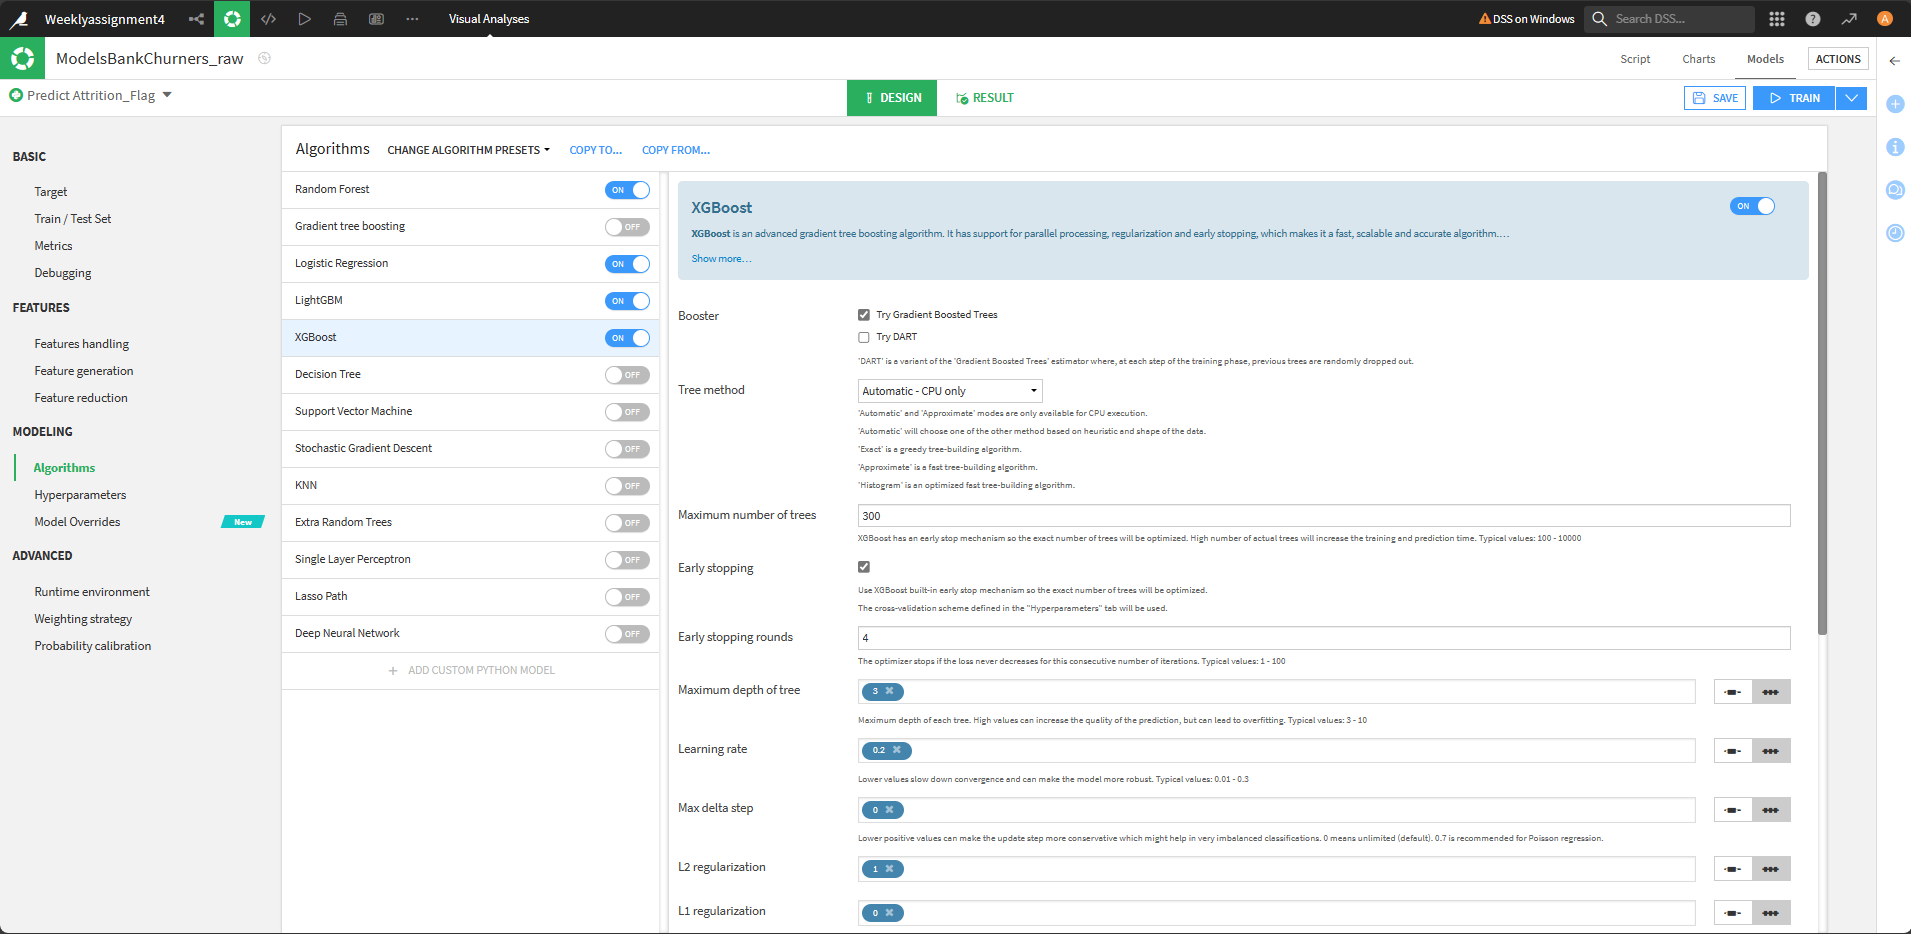 Weeklyassignment4
Visual Analyses
DSS on Windows
Search DSS...
?
A
ModelsBankChurners_raw
Script
Charts
Models
ACTIONS
Predict Attrition_Flag
DESIGN
RESULT
SAVE
TRAIN
BASIC
Target
Train / Test Set
Metrics
Debugging
FEATURES
Features handling
Feature generation
Feature reduction
MODELING
Algorithms
Hyperparameters
Model Overrides
New
ADVANCED
Runtime environment
Weighting strategy
Probability calibration
Algorithms
CHANGE ALGORITHM PRESETS
COPY TO...
COPY FROM...
Random Forest
ON
Gradient tree boosting
OFF
Logistic Regression
ON
LightGBM
ON
XGBoost
ON
Decision Tree
OFF
Support Vector Machine
OFF
Stochastic Gradient Descent
OFF
KNN
OFF
Extra Random Trees
OFF
Single Layer Perceptron
OFF
Lasso Path
OFF
Deep Neural Network
OFF
+ ADD CUSTOM PYTHON MODEL
XGBoost
ON
XGBoost is an advanced gradient tree boosting algorithm. It has support for parallel processing, regularization and early stopping, which makes it a fast, scalable and accurate algorithm....
Show more...
Booster
Try Gradient Boosted Trees
Try DART
'DART' is a variant of the 'Gradient Boosted Trees' estimator where, at each step of the training phase, previous trees are randomly dropped out.
Tree method
Automatic - CPU only
'Automatic' and 'Approximate' modes are only available for CPU execution.
'Automatic' will choose one of the other method based on heuristic and shape of the data.
'Exact' is a greedy tree-building algorithm.
'Approximate' is a fast tree-building algorithm.
'Histogram' is an optimized fast tree-building algorithm.
Maximum number of trees
300
XGBoost has an early stop mechanism so the exact number of trees will be optimized. High number of actual trees will increase the training and prediction time. Typical values: 100 - 10000
Early stopping
Use XGBoost built-in early stop mechanism so the exact number of trees will be optimized.
The cross-validation scheme defined in the "Hyperparameters" tab will be used.
Early stopping rounds
4
The optimizer stops if the loss never decreases for this consecutive number of iterations. Typical values: 1 - 100
Maximum depth of tree
3
Maximum depth of each tree. High values can increase the quality of the prediction, but can lead to overfitting. Typical values: 3 - 10
Learning rate
0.2
Lower values slow down convergence and can make the model more robust. Typical values: 0.01 - 0.3
Max delta step
0
Lower positive values can make the update step more conservative which might help in very imbalanced classifications. 0 means unlimited (default). 0.7 is recommended for Poisson regression.
L2 regularization
1
L1 regularization
0